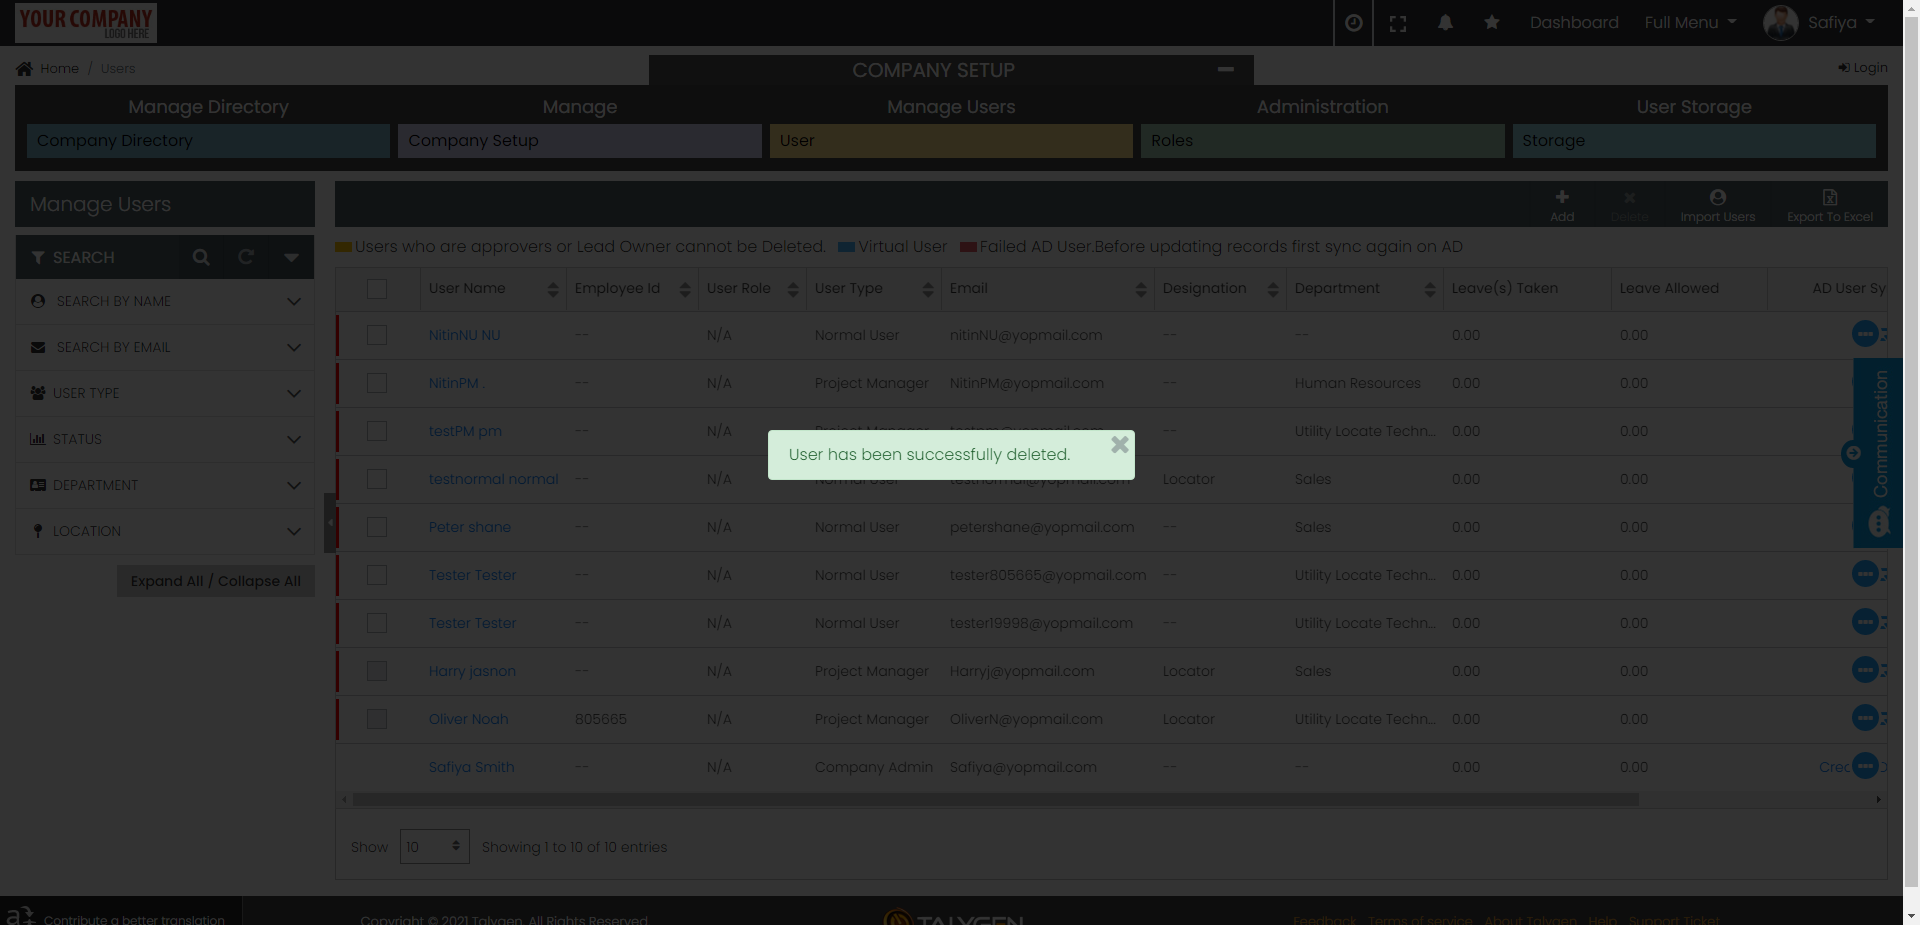 YOUR COMPANY
LOGO HERE
Dashboard Full Menu Safiya
Home / Users
COMPANY SETUP
Login
Manage Directory Manage Manage Users Administration User Storage
Company Directory Company Setup User Roles Storage
Manage Users
Add Delete Import Users Export To Excel
Users who are approvers or Lead Owner cannot be Deleted. Virtual User Failed AD User.Before updating records first sync again on AD
SEARCH
SEARCH BY NAME
SEARCH BY EMAIL
USER TYPE
STATUS
DEPARTMENT
LOCATION
Expand All / Collapse All
User Name Employee Id User Role User Type Email Designation Department Leave(s) Taken Leave Allowed AD User Sy
NitinNU NU -- N/A Normal User nitinNU@yopmail.com -- -- 0.00 0.00
NitinPM . -- N/A Project Manager NitinPM@yopmail.com -- Human Resources 0.00 0.00
testPM pm -- N/A Project Manager -- Utility Locate Techn... 0.00 0.00
User has been successfully deleted.
testnormal normal -- N/A Normal User testnormal@yopmail.com Locator Sales 0.00 0.00
Peter shane -- N/A Normal User petershane@yopmail.com -- Sales 0.00 0.00
Tester Tester -- N/A Normal User tester805665@yopmail.com -- Utility Locate Techn... 0.00 0.00
Tester Tester -- N/A Normal User tester19998@yopmail.com -- Utility Locate Techn... 0.00 0.00
Harry jasnon -- N/A Project Manager Harryj@yopmail.com Locator Sales 0.00 0.00
Oliver Noah 805665 N/A Project Manager OliverN@yopmail.com Locator Utility Locate Techn... 0.00 0.00
Safiya Smith -- N/A Company Admin Safiya@yopmail.com -- -- 0.00 0.00
Communication
Show 10 Showing 1 to 10 of 10 entries
Contribute a better translation
Copyright © 2021 Talygen, All Rights Reserved
TALYGEN
Feedback Terms of service About Talygen Help Support Ticket